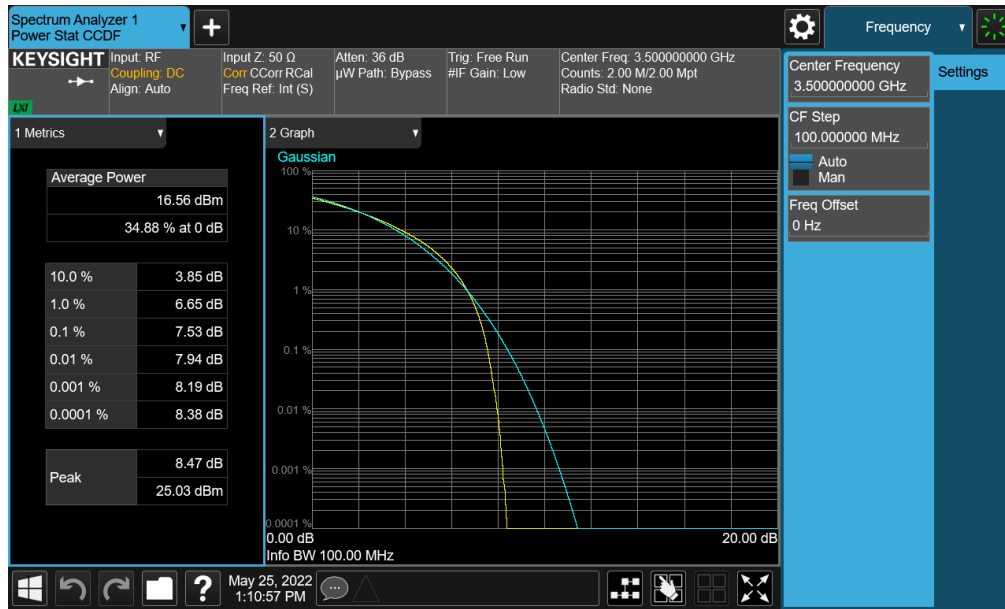 Spectrum Analyzer 1
Power Stat CCDF
+
Frequency
KEYSIGHT
LXI
Input: RF
Coupling: DC
Align: Auto
Input Z: 50 Ω
Corr CCorr RCal
Freq Ref: Int (S)
Atten: 36 dB
µW Path: Bypass
Trig: Free Run
#IF Gain: Low
Center Freq: 3.500000000 GHz
Counts: 2.00 M/2.00 Mpt
Radio Std: None
Center Frequency
3.500000000 GHz
Settings
CF Step
100.000000 MHz
Auto
Man
Freq Offset
0 Hz
1 Metrics
Average Power
16.56 dBm
34.88 % at 0 dB
10.0 % 3.85 dB
1.0 % 6.65 dB
0.1 % 7.53 dB
0.01 % 7.94 dB
0.001 % 8.19 dB
0.0001 % 8.38 dB
Peak 8.47 dB
25.03 dBm
2 Graph
Gaussian
100 %
10 %
1 %
0.1 %
0.01 %
0.001 %
0.0001 %
0.00 dB 20.00 dB
Info BW 100.00 MHz
?
May 25, 2022
1:10:57 PM